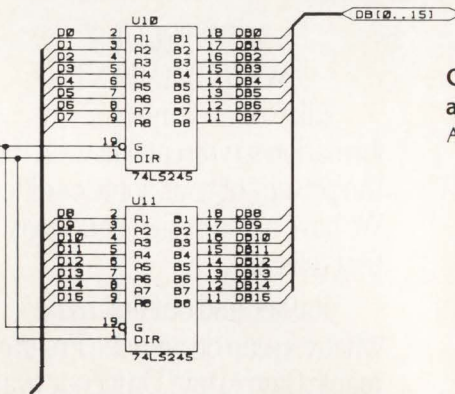 DB[0..15]
U10
D0 2 A1 B1 18 DB0
D1 3 A2 B2 17 DB1
D2 4 A3 B3 16 DB2
D3 5 A4 B4 15 DB3
D4 6 A5 B5 14 DB4
D5 7 A6 B6 13 DB5
D6 8 A7 B7 12 DB6
D7 9 A8 B8 11 DB7
19 G
1 DIR
74LS245
U11
D8 2 A1 B1 18 DB8
D9 3 A2 B2 17 DB9
D10 4 A3 B3 16 DB10
D11 5 A4 B4 15 DB11
D12 6 A5 B5 14 DB12
D13 7 A6 B6 13 DB13
D14 8 A7 B7 12 DB14
D15 9 A8 B8 11 DB15
19 G
1 DIR
74LS245